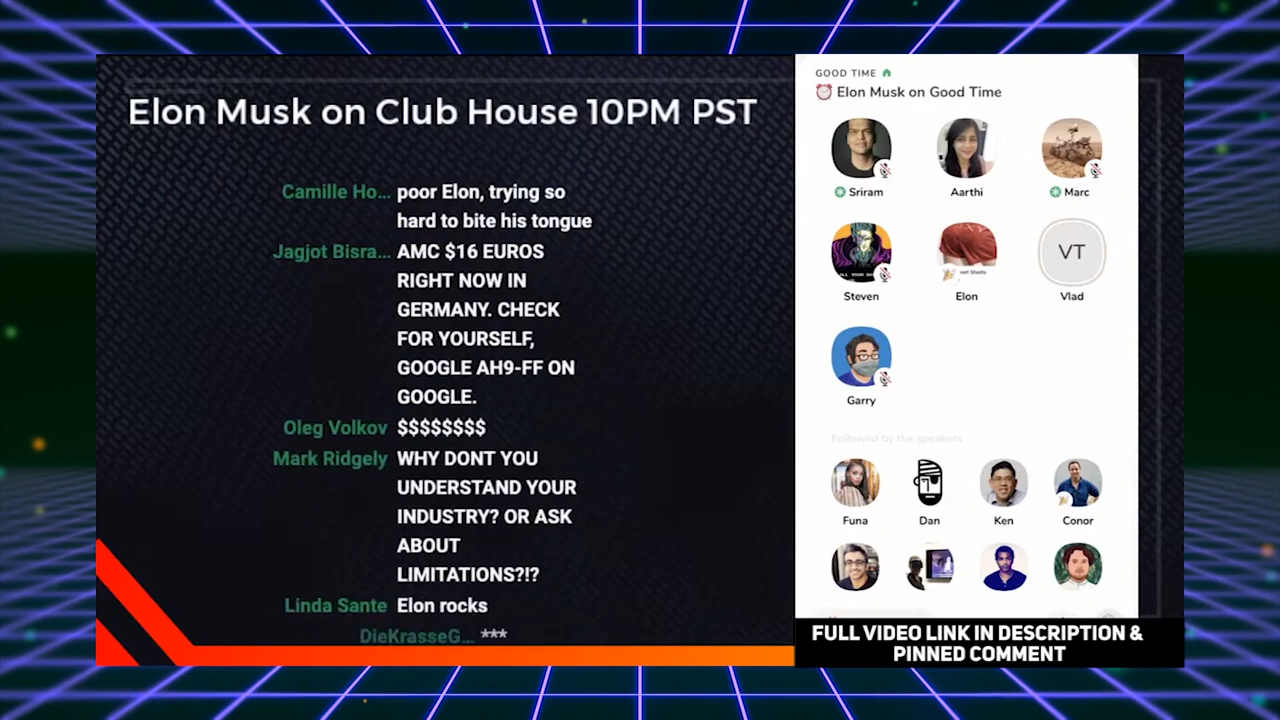 Elon Musk on Club House 10PM PST
Camille Ho... poor Elon, trying so
hard to bite his tongue
Jagjot Bisra... AMC $16 EUROS
RIGHT NOW IN
GERMANY. CHECK
FOR YOURSELF,
GOOGLE AH9-FF ON
GOOGLE.
Oleg Volkov $$$$$$$$
Mark Ridgely WHY DONT YOU
UNDERSTAND YOUR
INDUSTRY? OR ASK
ABOUT
LIMITATIONS?!?
Linda Sante Elon rocks
DieKrasseG... ***
GOOD TIME
Elon Musk on Good Time
Sriram Aarthi Marc
VT
Steven Elon Vlad
Garry
Followed by the speakers
Funa Dan Ken Conor
FULL VIDEO LINK IN DESCRIPTION &
PINNED COMMENT